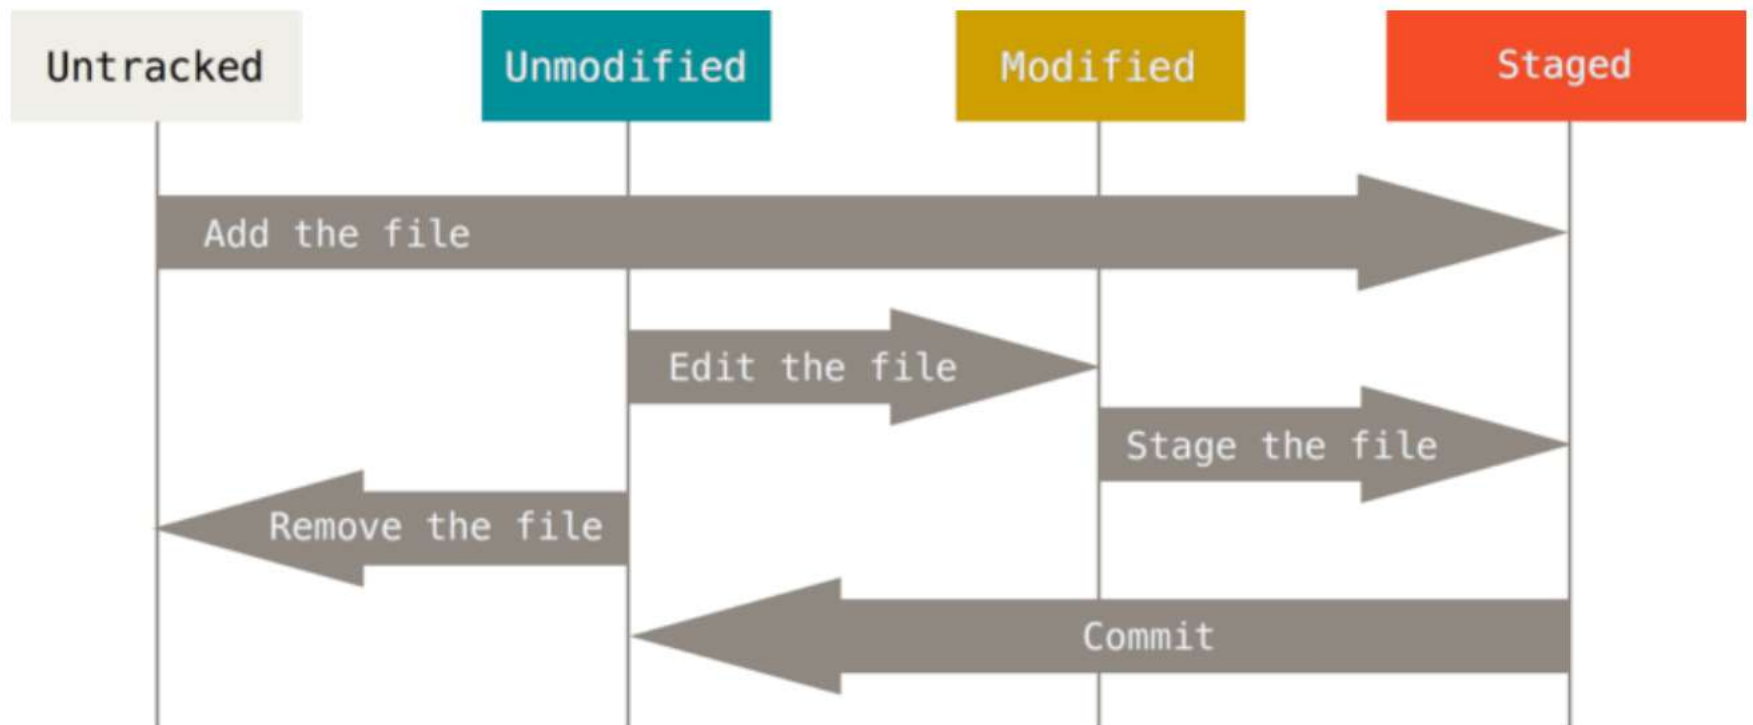 Untracked
Unmodified
Modified
Staged
Add the file
Edit the file
Stage the file
Remove the file
Commit